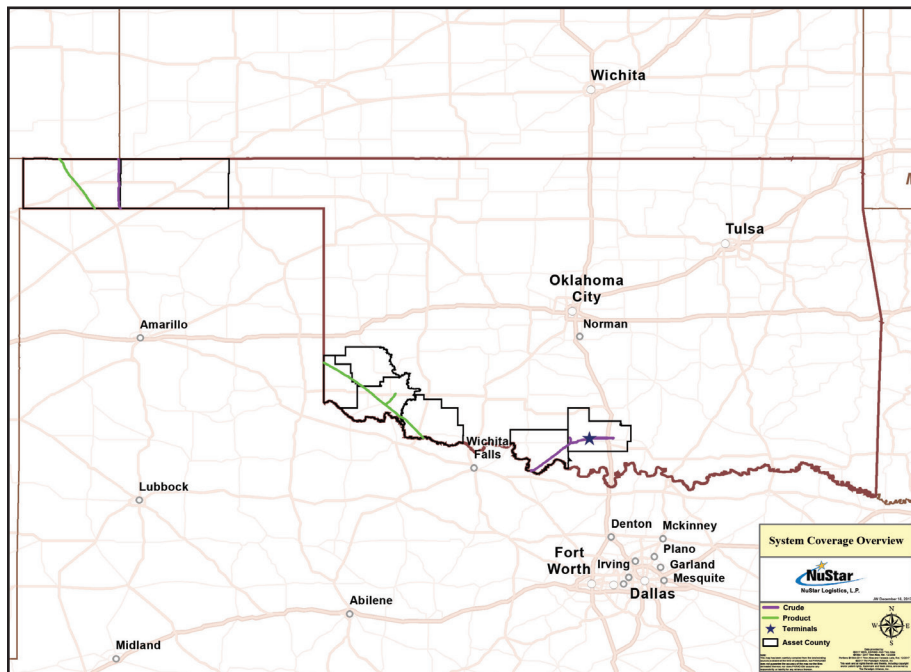 Wichita
M
Tulsa
Oklahoma
City
Norman
Amarillo
Wichita
Falls
Lubbock
Denton
Mckinney
Fort
Worth
Plano
Irving
Garland
Mesquite
Dallas
Abilene
Midland
System Coverage Overview
NuStar
NuStar Logistics, L.P.
Crude
Product
Terminals
Asset County
N
W
E
S